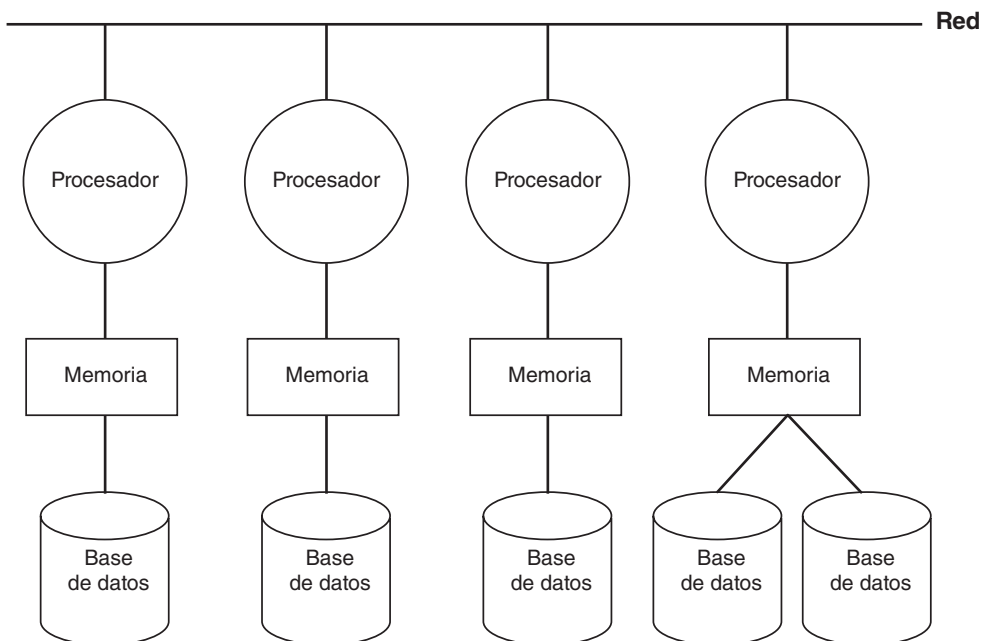 Red
Procesador
Procesador
Procesador
Procesador
Memoria
Memoria
Memoria
Memoria
Base
de datos
Base
de datos
Base
de datos
Base
de datos
Base
de datos